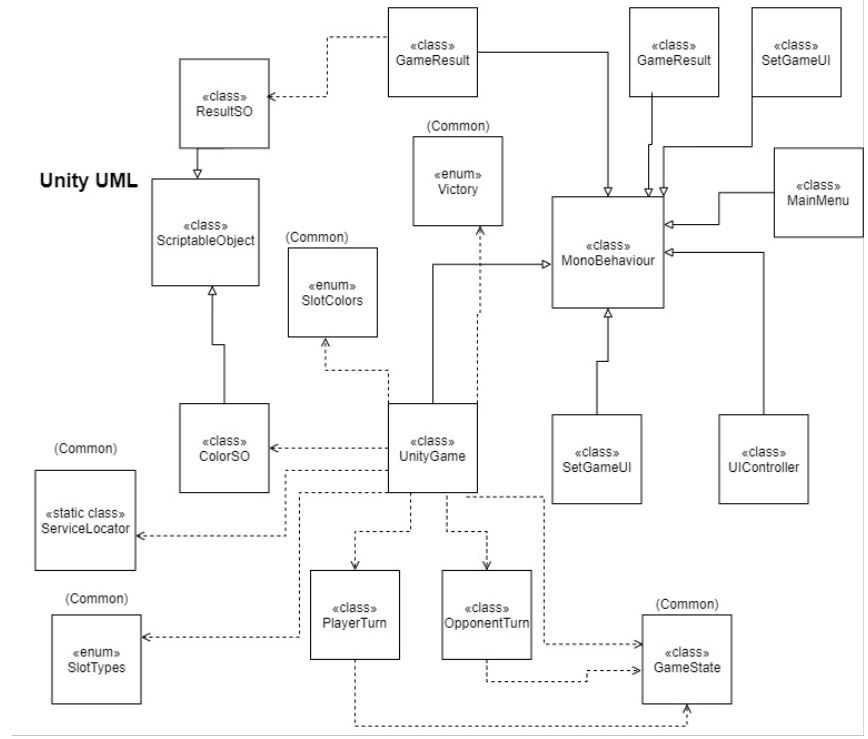 «class»
GameResult
«class»
GameResult
«class»
SetGameUI
«class»
ResultSO
(Common)
«enum»
Victory
Unity UML
«class»
MainMenu
«class»
ScriptableObject
(Common)
«enum»
SlotColors
«class»
MonoBehaviour
«class»
ColorSO
«class»
UnityGame
«class»
SetGameUI
«class»
UIController
(Common)
«static class»
ServiceLocator
(Common)
«enum»
SlotTypes
«class»
PlayerTurn
«class»
OpponentTurn
(Common)
«class»
GameState